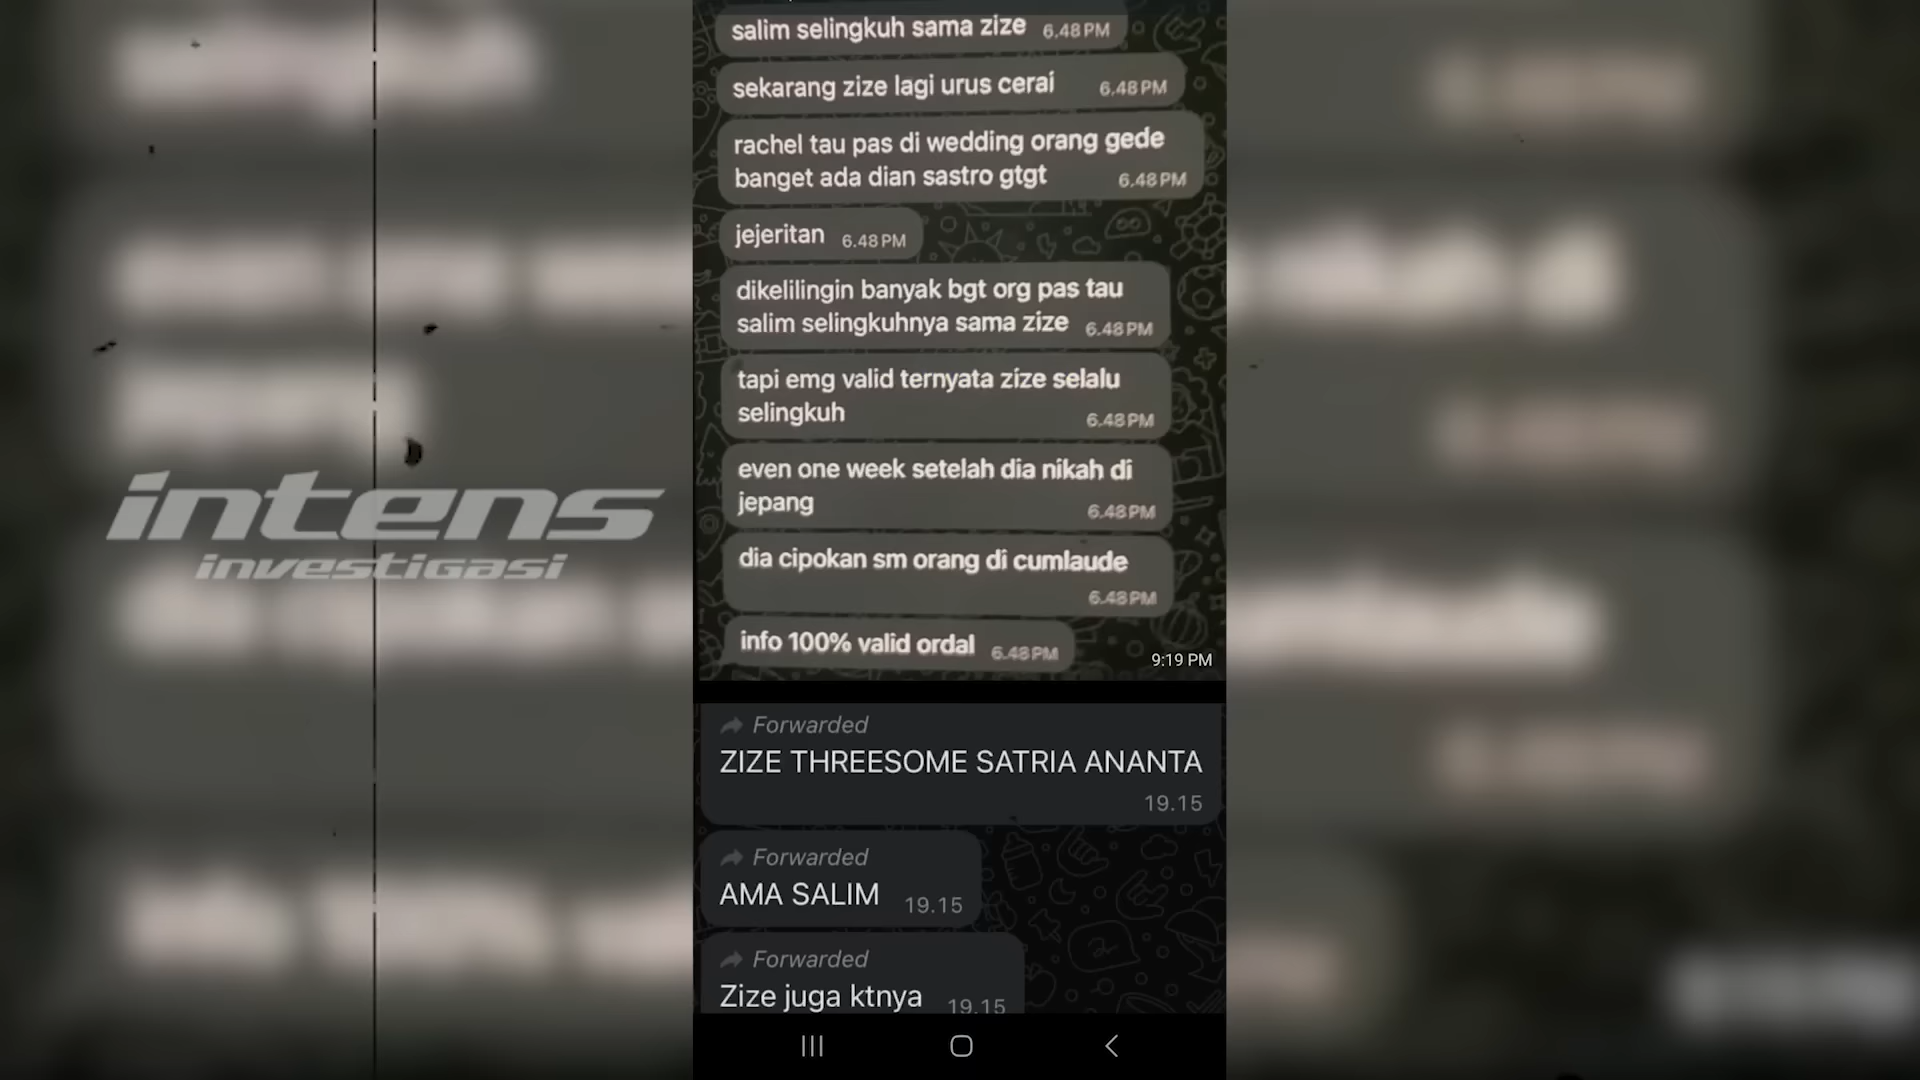 salim selingkuh sama zize 6.48 PM
sekarang zize lagi urus cerai 6.48 PM
rachel tau pas di wedding orang gede
banget ada dian sastro gtgt 6.48 PM
jejeritan 6.48 PM
dikelilingin banyak bgt org pas tau
salim selingkuhnya sama zize 6.48 PM
tapi emg valid ternyata zize selalu
selingkuh 6.48 PM
even one week setelah dia nikah di
jepang 6.48 PM
dia cipokan sm orang di cumlaude
6.48 PM
info 100% valid ordal 6.48 PM
9:19 PM
Forwarded
ZIZE THREESOME SATRIA ANANTA
19.15
Forwarded
AMA SALIM 19.15
Forwarded
Zize juga ktnya 19.15
intens
investigasi